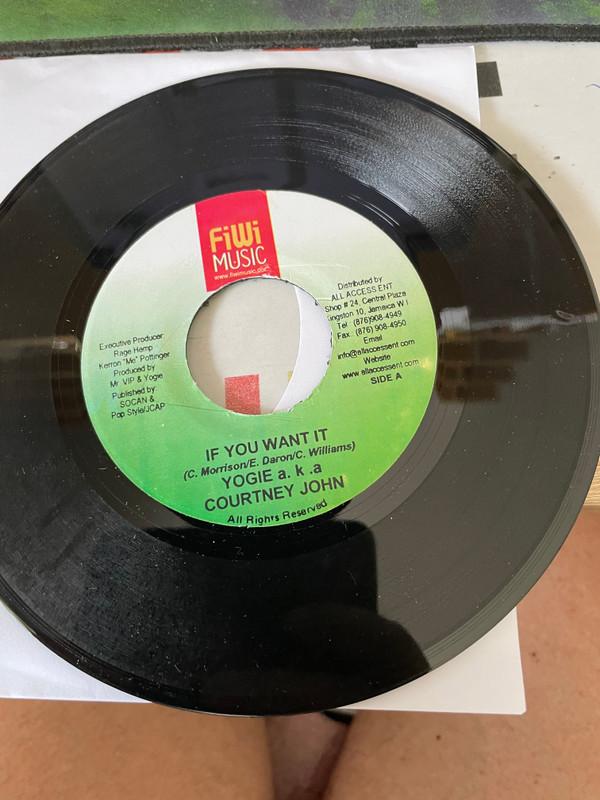 FiWi
MUSIC
www.fiwimusic.com
Distributed by
ALL ACCESS ENT
Shop # 24, Central Plaza
Kingston 10, Jamaica W I
Tel (876)908-4949
Fax (876) 908-4950
Email
info@allaccessent.com
Website
www.allaccessent.com
SIDE A
Executive Producer
Rage Hemp
Kerron "Me" Pottinger
Produced by
Mr VIP & Yogie
Published by
SOCAN &
Pop Style/JCAP
IF YOU WANT IT
(C. Morrison/E. Daron/C. Williams)
YOGIE a. k .a
COURTNEY JOHN
All Rights Reserved